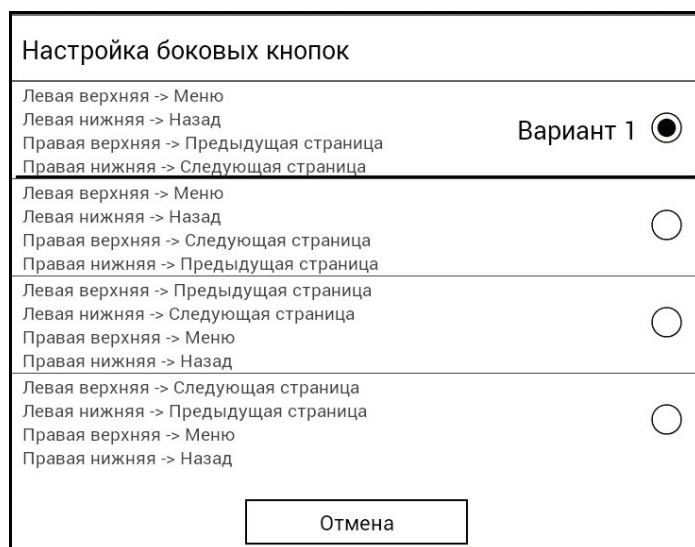 Настройка боковых кнопок
Левая верхняя -> Меню
Левая нижняя -> Назад
Правая верхняя -> Предыдущая страница
Правая нижняя -> Следующая страница
Вариант 1
Левая верхняя -> Меню
Левая нижняя -> Назад
Правая верхняя -> Следующая страница
Правая нижняя -> Предыдущая страница
Левая верхняя -> Предыдущая страница
Левая нижняя -> Следующая страница
Правая верхняя -> Меню
Правая нижняя -> Назад
Левая верхняя -> Следующая страница
Левая нижняя -> Предыдущая страница
Правая верхняя -> Меню
Правая нижняя -> Назад
Отмена